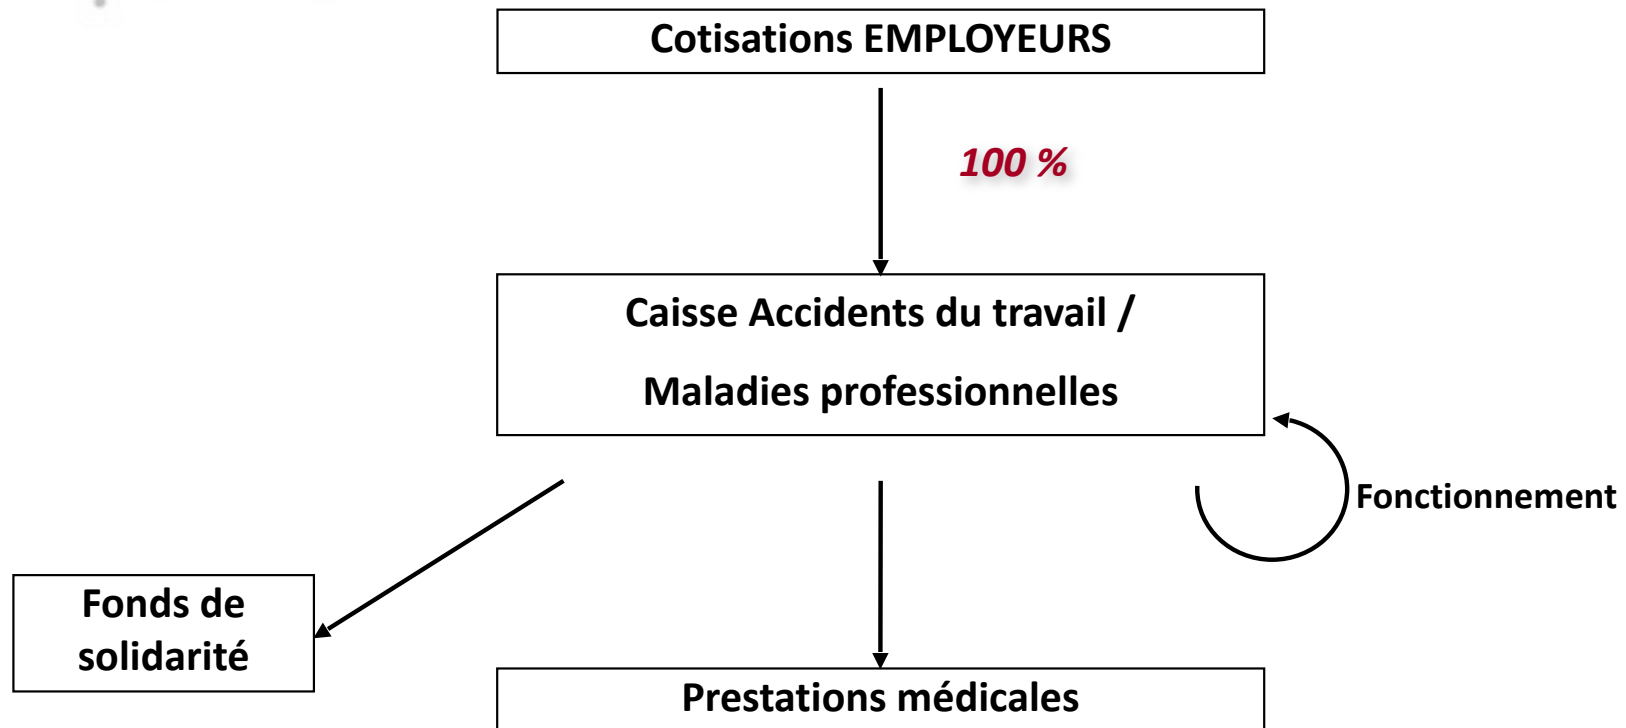 Cotisations EMPLOYEURS
100 %
Caisse Accidents du travail /
Maladies professionnelles
Fonctionnement
Fonds de
solidarité
Prestations médicales